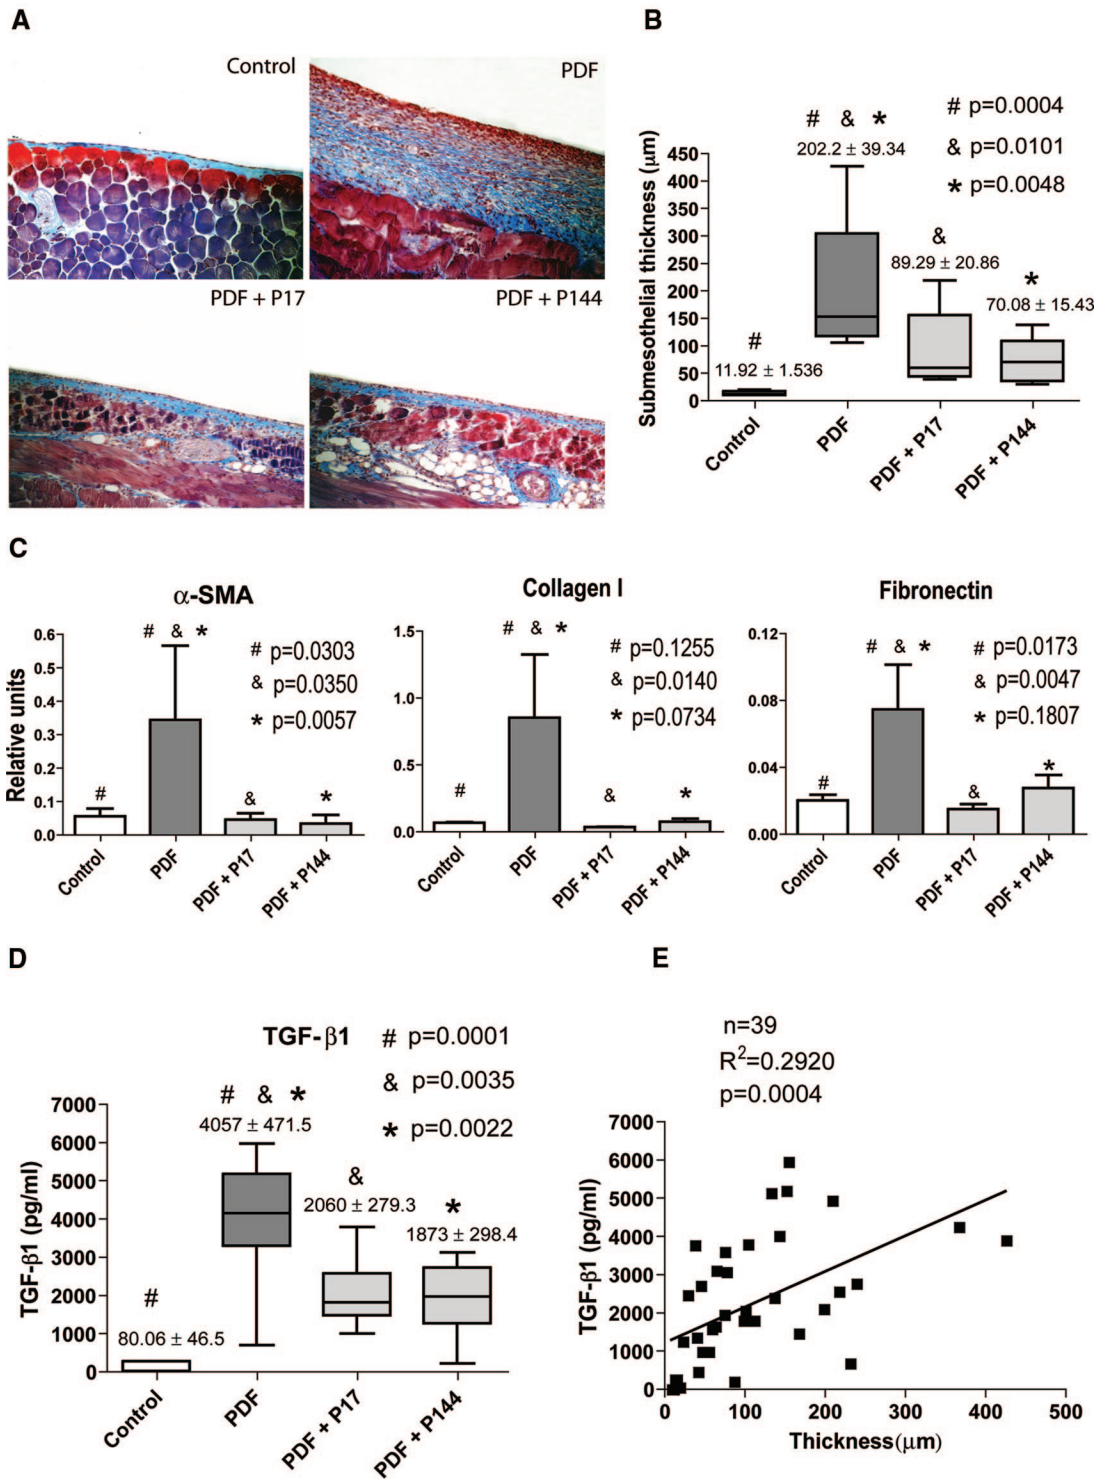 A
Control
PDF
PDF + P17
PDF + P144
B
# p=0.0004
& p=0.0101
* p=0.0048
Submesothelial thickness (μm)
450
400
350
300
250
200
150
100
50
0
# & *
202.2 ± 39.34
&
89.29 ± 20.86
*
70.08 ± 15.43
#
11.92 ± 1.536
Control
PDF
PDF + P17
PDF + P144
C
α-SMA
Relative units
0.6
0.5
0.4
0.3
0.2
0.1
0.0
# & *
# p=0.0303
& p=0.0350
* p=0.0057
#
&
*
Control
PDF
PDF + P17
PDF + P144
Collagen I
1.5
1.0
0.5
0.0
# & *
# p=0.1255
& p=0.0140
* p=0.0734
#
&
*
Control
PDF
PDF + P17
PDF + P144
Fibronectin
0.12
0.08
0.04
0.00
# & *
# p=0.0173
& p=0.0047
* p=0.1807
#
&
*
Control
PDF
PDF + P17
PDF + P144
D
TGF-β1
# p=0.0001
& p=0.0035
* p=0.0022
TGF-β1 (pg/ml)
7000
6000
5000
4000
3000
2000
1000
0
# & *
4057 ± 471.5
&
2060 ± 279.3
*
1873 ± 298.4
#
80.06 ± 46.5
Control
PDF
PDF + P17
PDF + P144
E
n=39
R²=0.2920
p=0.0004
TGF-β1 (pg/ml)
7000
6000
5000
4000
3000
2000
1000
0
0 100 200 300 400 500
Thickness(μm)